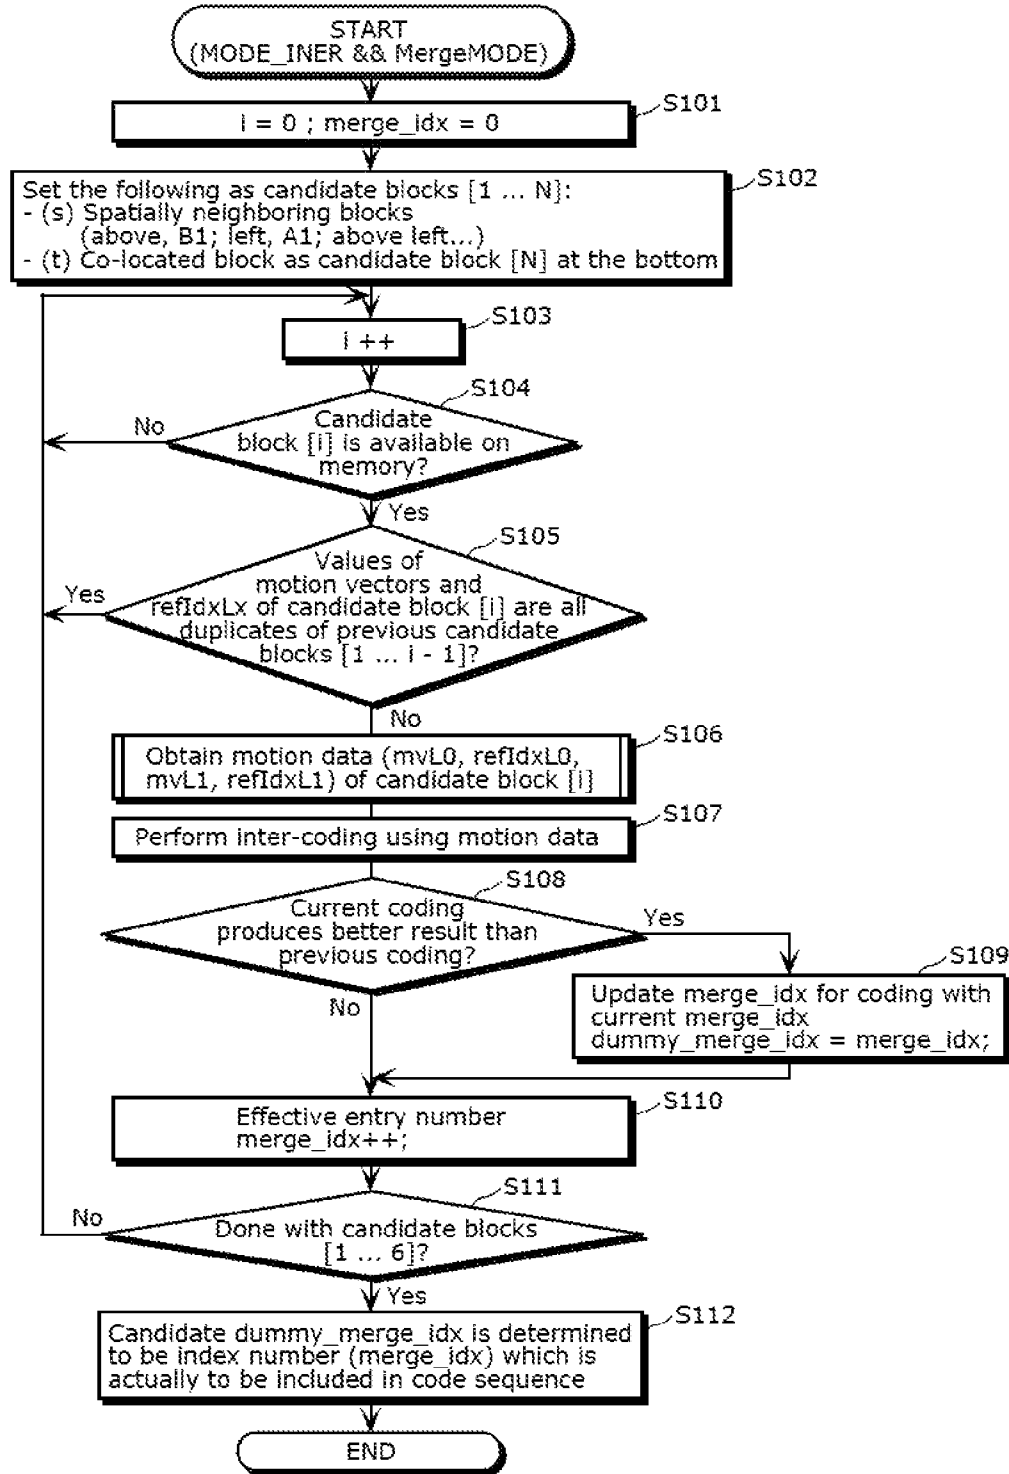 START
(MODE_INER && MergeMODE)
S101
i = 0 ; merge_idx = 0
S102
Set the following as candidate blocks [1 ... N]:
- (s) Spatially neighboring blocks
(above, B1; left, A1; above left...)
- (t) Co-located block as candidate block [N] at the bottom
S103
i ++
S104
Candidate
block [i] is available on
memory?
No
Yes
S105
Values of
motion vectors and
refIdxLx of candidate block [i] are all
duplicates of previous candidate
blocks [1 ... i - 1]?
Yes
No
S106
Obtain motion data (mvL0, refIdxL0,
mvL1, refIdxL1) of candidate block [i]
S107
Perform inter-coding using motion data
S108
Current coding
produces better result than
previous coding?
Yes
No
S109
Update merge_idx for coding with
current merge_idx
dummy_merge_idx = merge_idx;
S110
Effective entry number
merge_idx++;
S111
Done with candidate blocks
[1 ... 6]?
No
Yes
S112
Candidate dummy_merge_idx is determined
to be index number (merge_idx) which is
actually to be included in code sequence
END